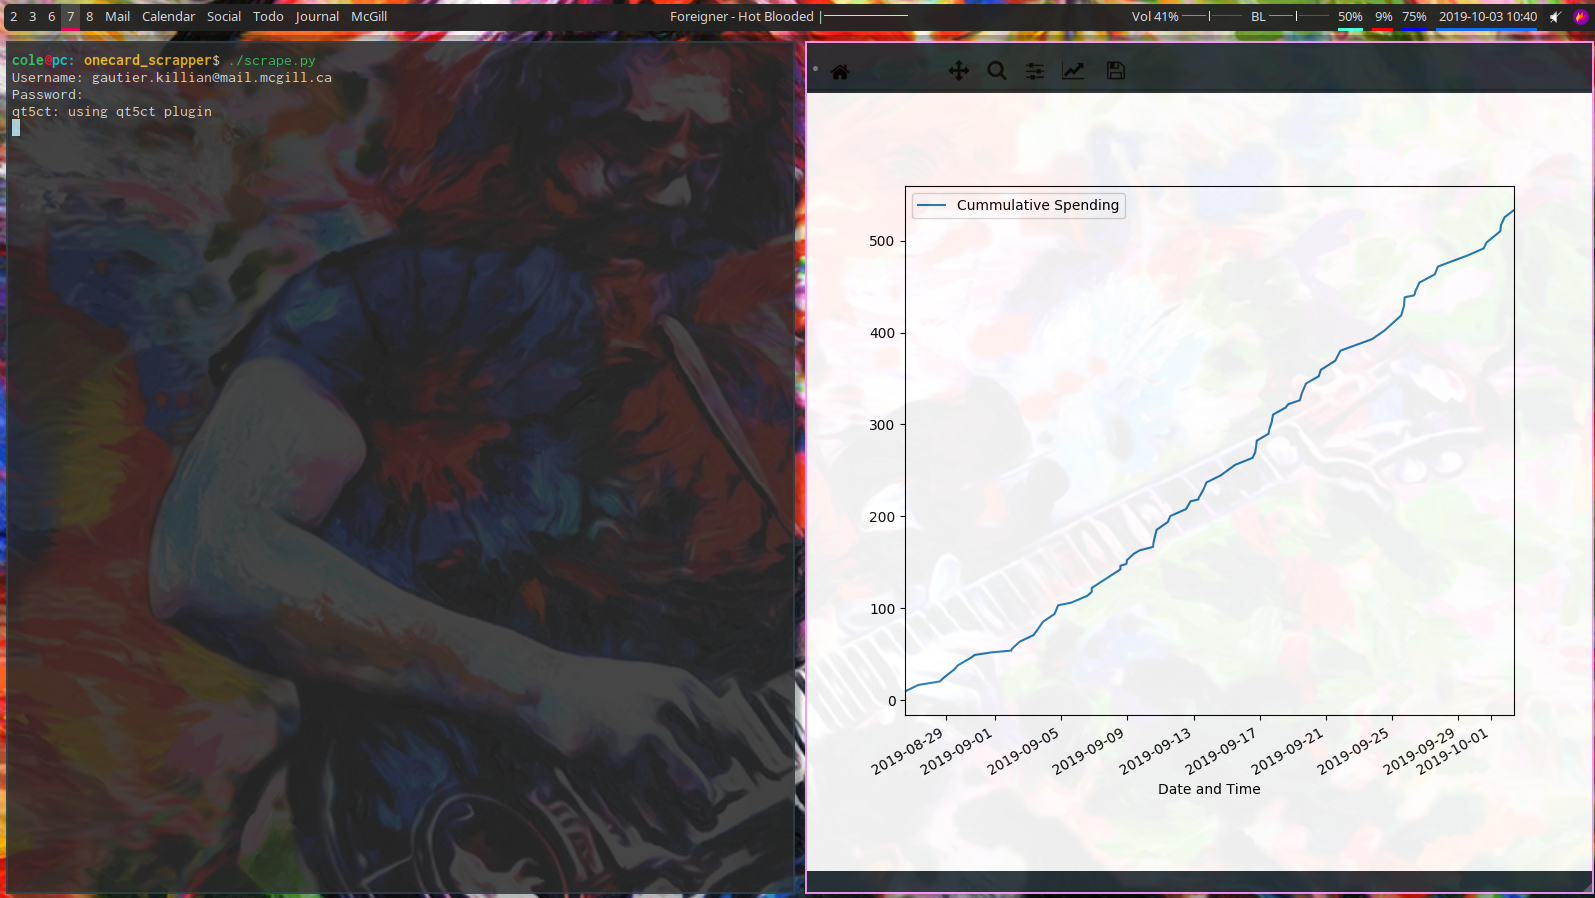 2 3 6 7 8 Mail Calendar Social Todo Journal McGill
Foreigner - Hot Blooded |
Vol 41% BL 50% 9% 75% 2019-10-03 10:40
cole@pc: onecard_scrapper$ ./scrape.py
Username: gautier.killian@mail.mcgill.ca
Password:
qt5ct: using qt5ct plugin
Cummulative Spending
500
400
300
200
100
0
2019-08-29
2019-09-01
2019-09-05
2019-09-09
2019-09-13
2019-09-17
2019-09-21
2019-09-25
2019-09-29
2019-10-01
Date and Time